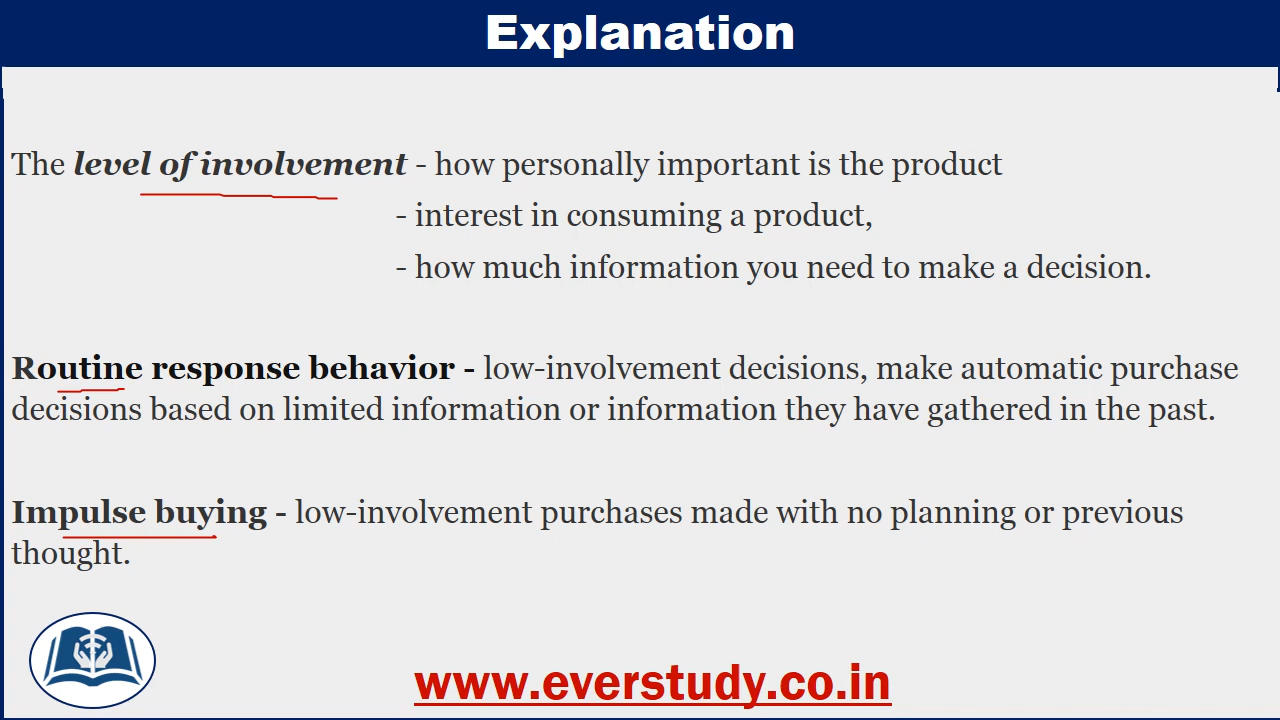 Explanation
The level of involvement - how personally important is the product
- interest in consuming a product,
- how much information you need to make a decision.
Routine response behavior - low-involvement decisions, make automatic purchase
decisions based on limited information or information they have gathered in the past.
Impulse buying - low-involvement purchases made with no planning or previous
thought.
www.everstudy.co.in